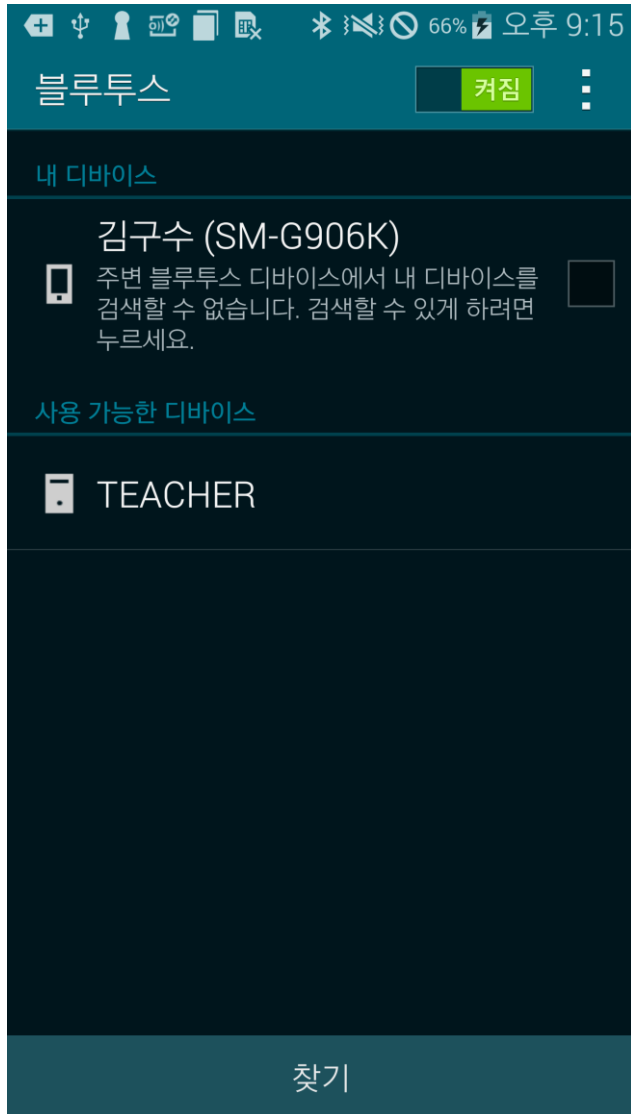 66% 오후 9:15
블루투스 켜짐
내 디바이스
김구수 (SM-G906K)
주변 블루투스 디바이스에서 내 디바이스를
검색할 수 없습니다. 검색할 수 있게 하려면
누르세요.
사용 가능한 디바이스
TEACHER
찾기